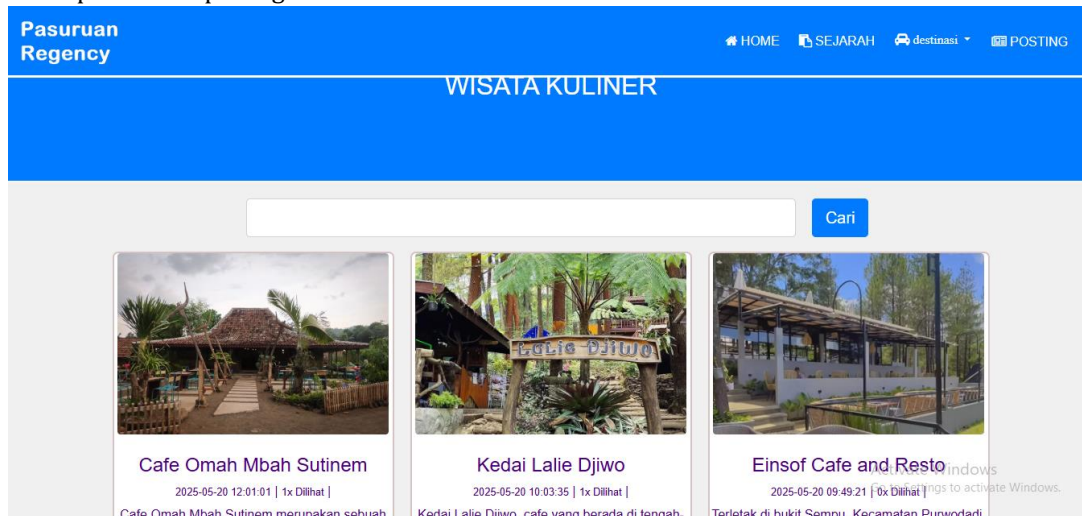 Pasuruan
Regency
HOME SEJARAH destinasi POSTING
WISATA KULINER
Cari
LaLie DJiwo
Cafe Omah Mbah Sutinem
2025-05-20 12:01:01 | 1x Dilihat |
Cafe Omah Mbah Sutinem merupakan sebuah
Kedai Lalie Djiwo
2025-05-20 10:03:35 | 1x Dilihat |
Kedai Lalie Djiwo, cafe yang berada di tengah-
Einsof Cafe and Resto
2025-05-20 09:49:21 | 0x Dilihat |
Terletak di bukit Sempu, Kecamatan Purwodadi
Activate Windows
Go to Settings to activate Windows.